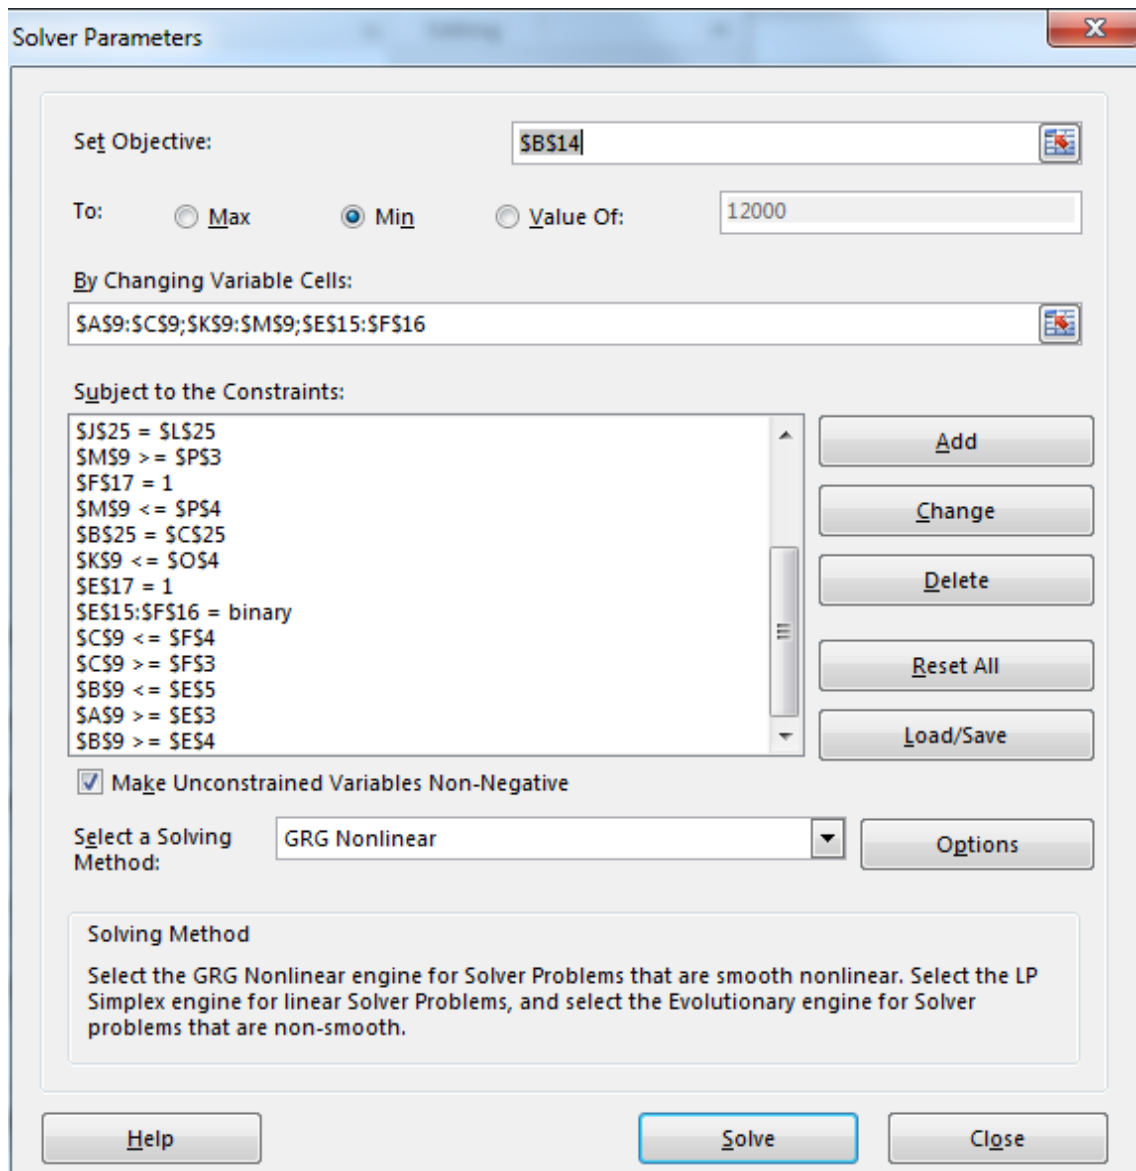 Solver Parameters
X
Set Objective:
$B$14
To:
Max
Min
Value Of:
12000
By Changing Variable Cells:
$A$9:$C$9;$K$9:$M$9;$E$15:$F$16
Subject to the Constraints:
$J$25 = $L$25
$M$9 >= $P$3
$F$17 = 1
$M$9 <= $P$4
$B$25 = $C$25
$K$9 <= $O$4
$E$17 = 1
$E$15:$F$16 = binary
$C$9 <= $F$4
$C$9 >= $F$3
$B$9 <= $E$5
$A$9 >= $E$3
$B$9 >= $E$4
Add
Change
Delete
Reset All
Load/Save
Make Unconstrained Variables Non-Negative
Select a Solving
Method:
GRG Nonlinear
Options
Solving Method
Select the GRG Nonlinear engine for Solver Problems that are smooth nonlinear. Select the LP
Simplex engine for linear Solver Problems, and select the Evolutionary engine for Solver
problems that are non-smooth.
Help
Solve
Close